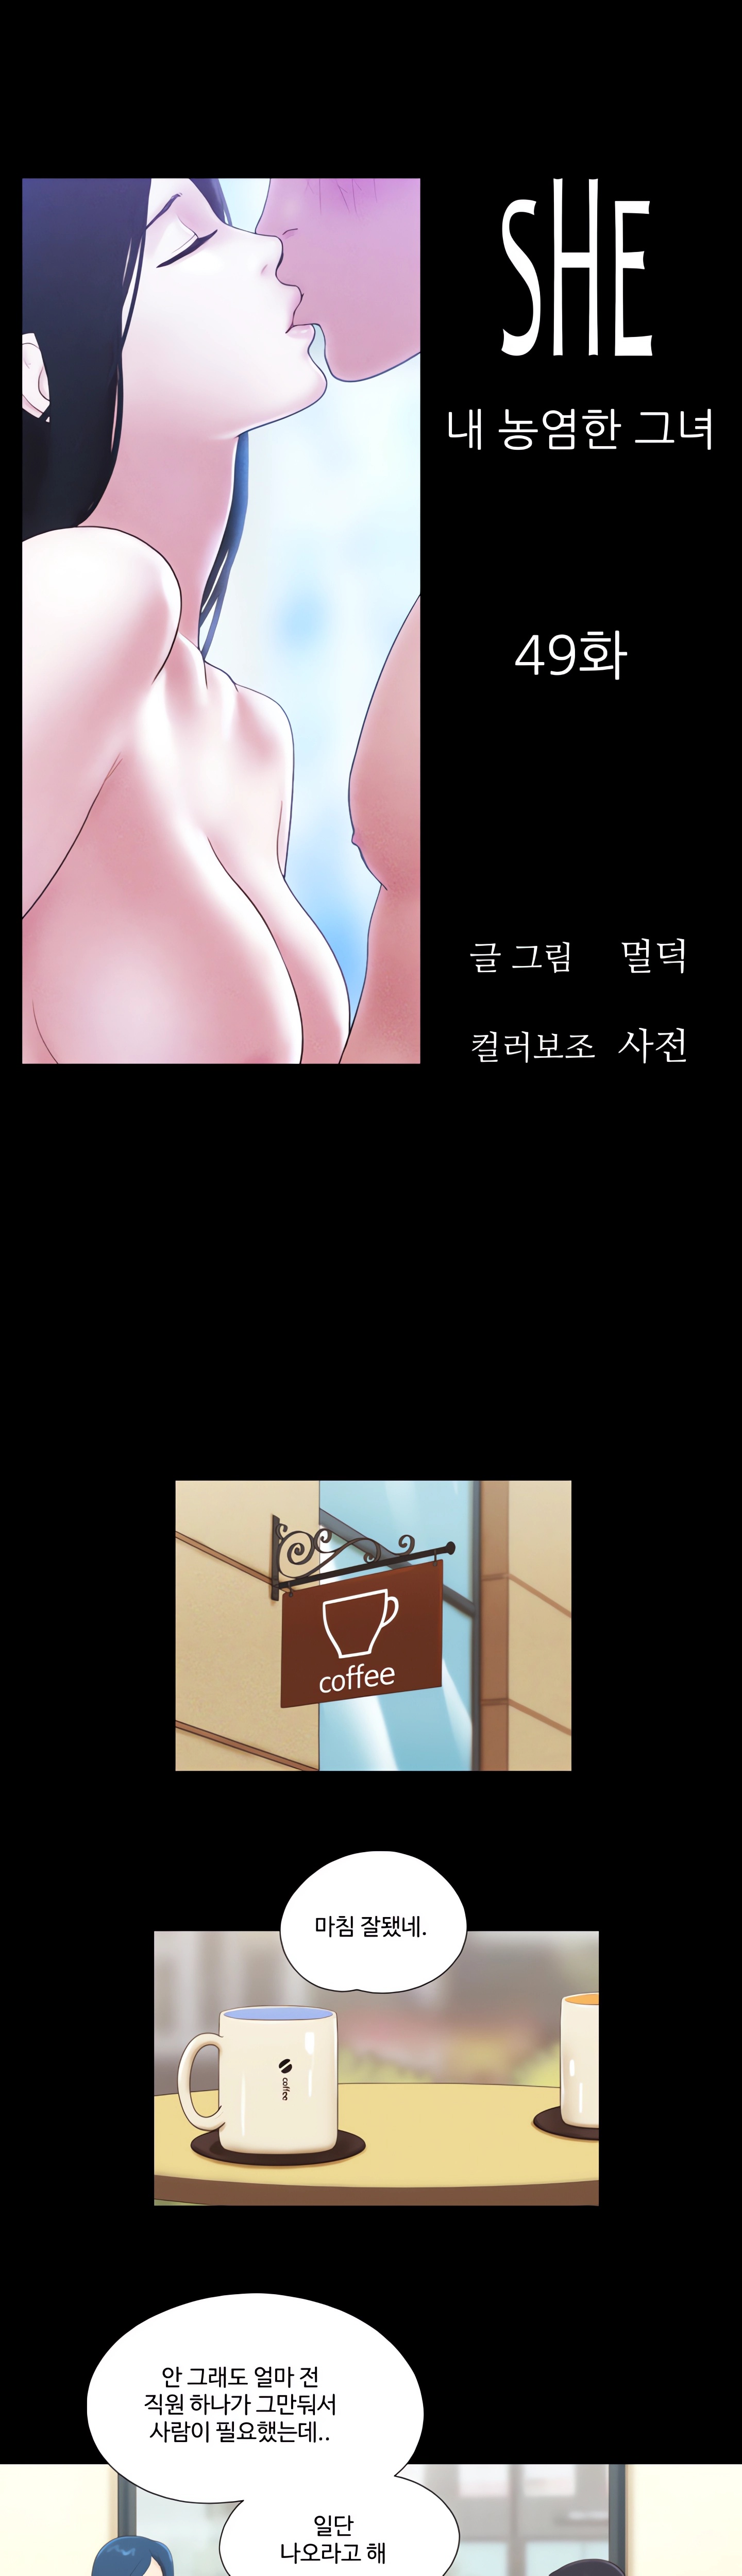 SHE
내 농염한 그녀
49화
글 그림 멀덕
컬러보조 사전
coffee
마침 잘됐네.
coffee
안 그래도 얼마 전
직원 하나가 그만둬서
사람이 필요했는데..
일단
나오라고 해